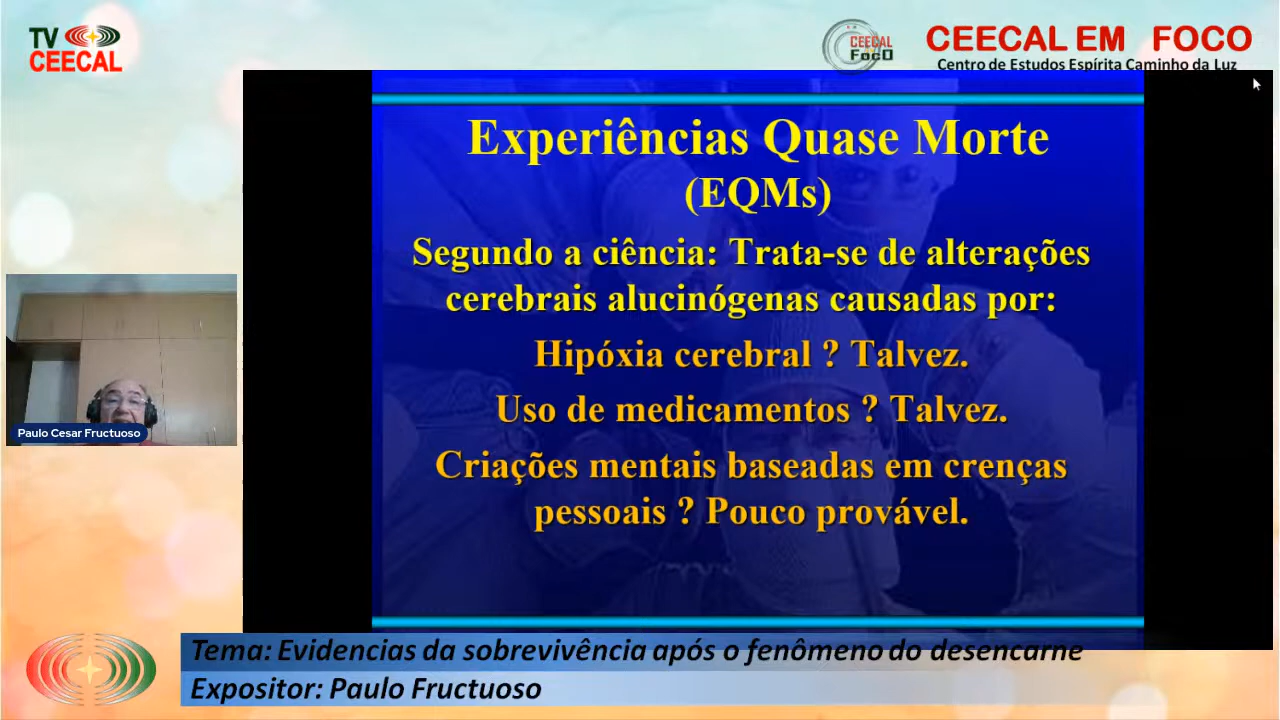 TV
CEECAL
CEECAL
FocO
CEECAL EM FOCO
Centro de Estudos Espírita Caminho da Luz
Experiências Quase Morte
(EQMs)
Segundo a ciência: Trata-se de alterações
cerebrais alucinógenas causadas por:
Hipóxia cerebral ? Talvez.
Uso de medicamentos ? Talvez.
Criações mentais baseadas em crenças
pessoais ? Pouco provável.
Paulo Cesar Fructuoso
Tema: Evidencias da sobrevivência após o fenômeno do desencarne
Expositor: Paulo Fructuoso